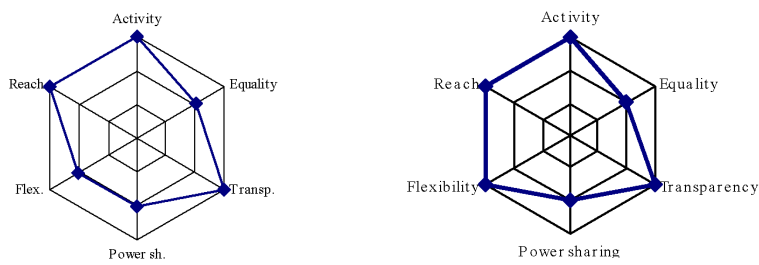 Activity
Reach
Equality
Flex.
Transp.
Power sh.
Activity
Reach
Equality
Flexibility
Transparency
Power sharing